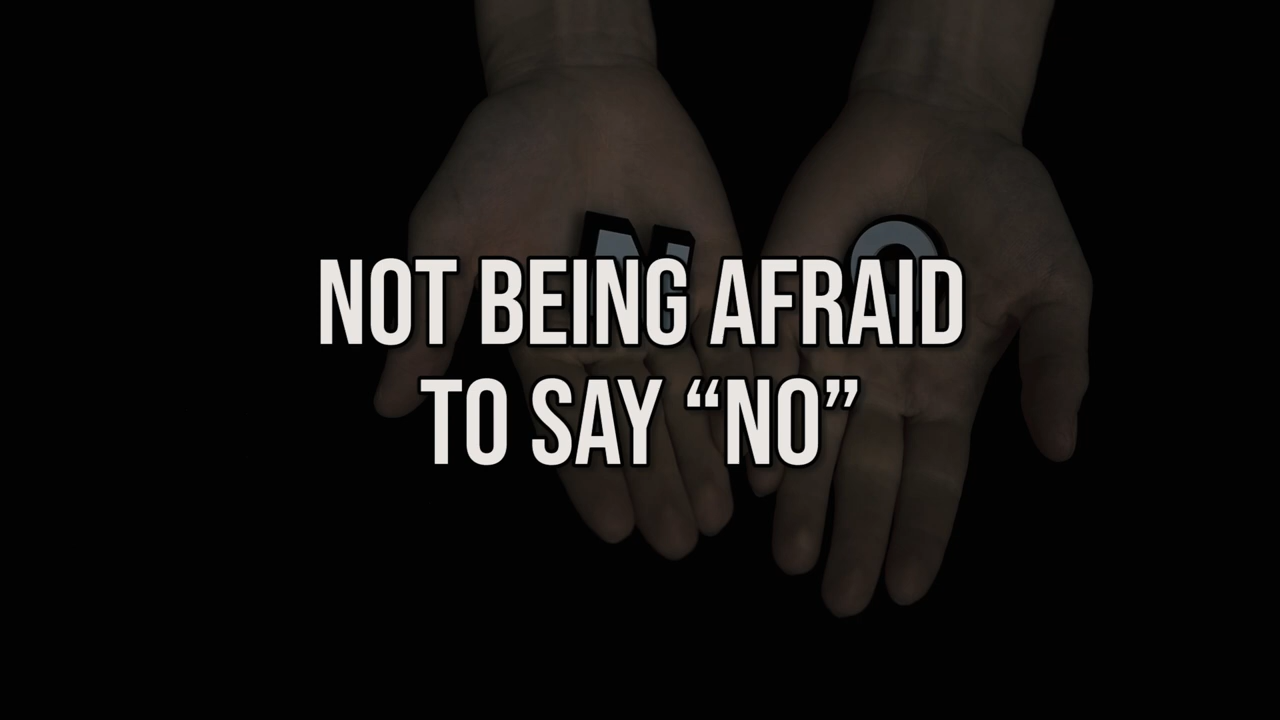 N O
NOT BEING AFRAID
TO SAY “NO”